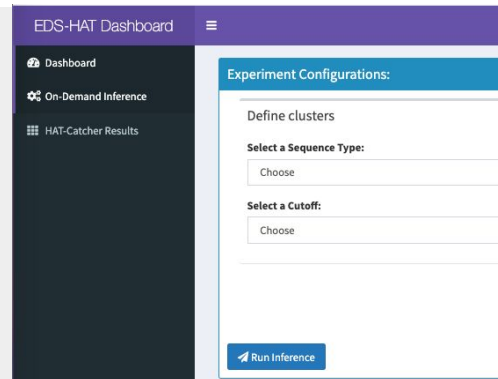 EDS-HAT Dashboard
Dashboard
On-Demand Inference
HAT-Catcher Results
Experiment Configurations:
Define clusters
Select a Sequence Type:
Choose
Select a Cutoff:
Choose
Run Inference